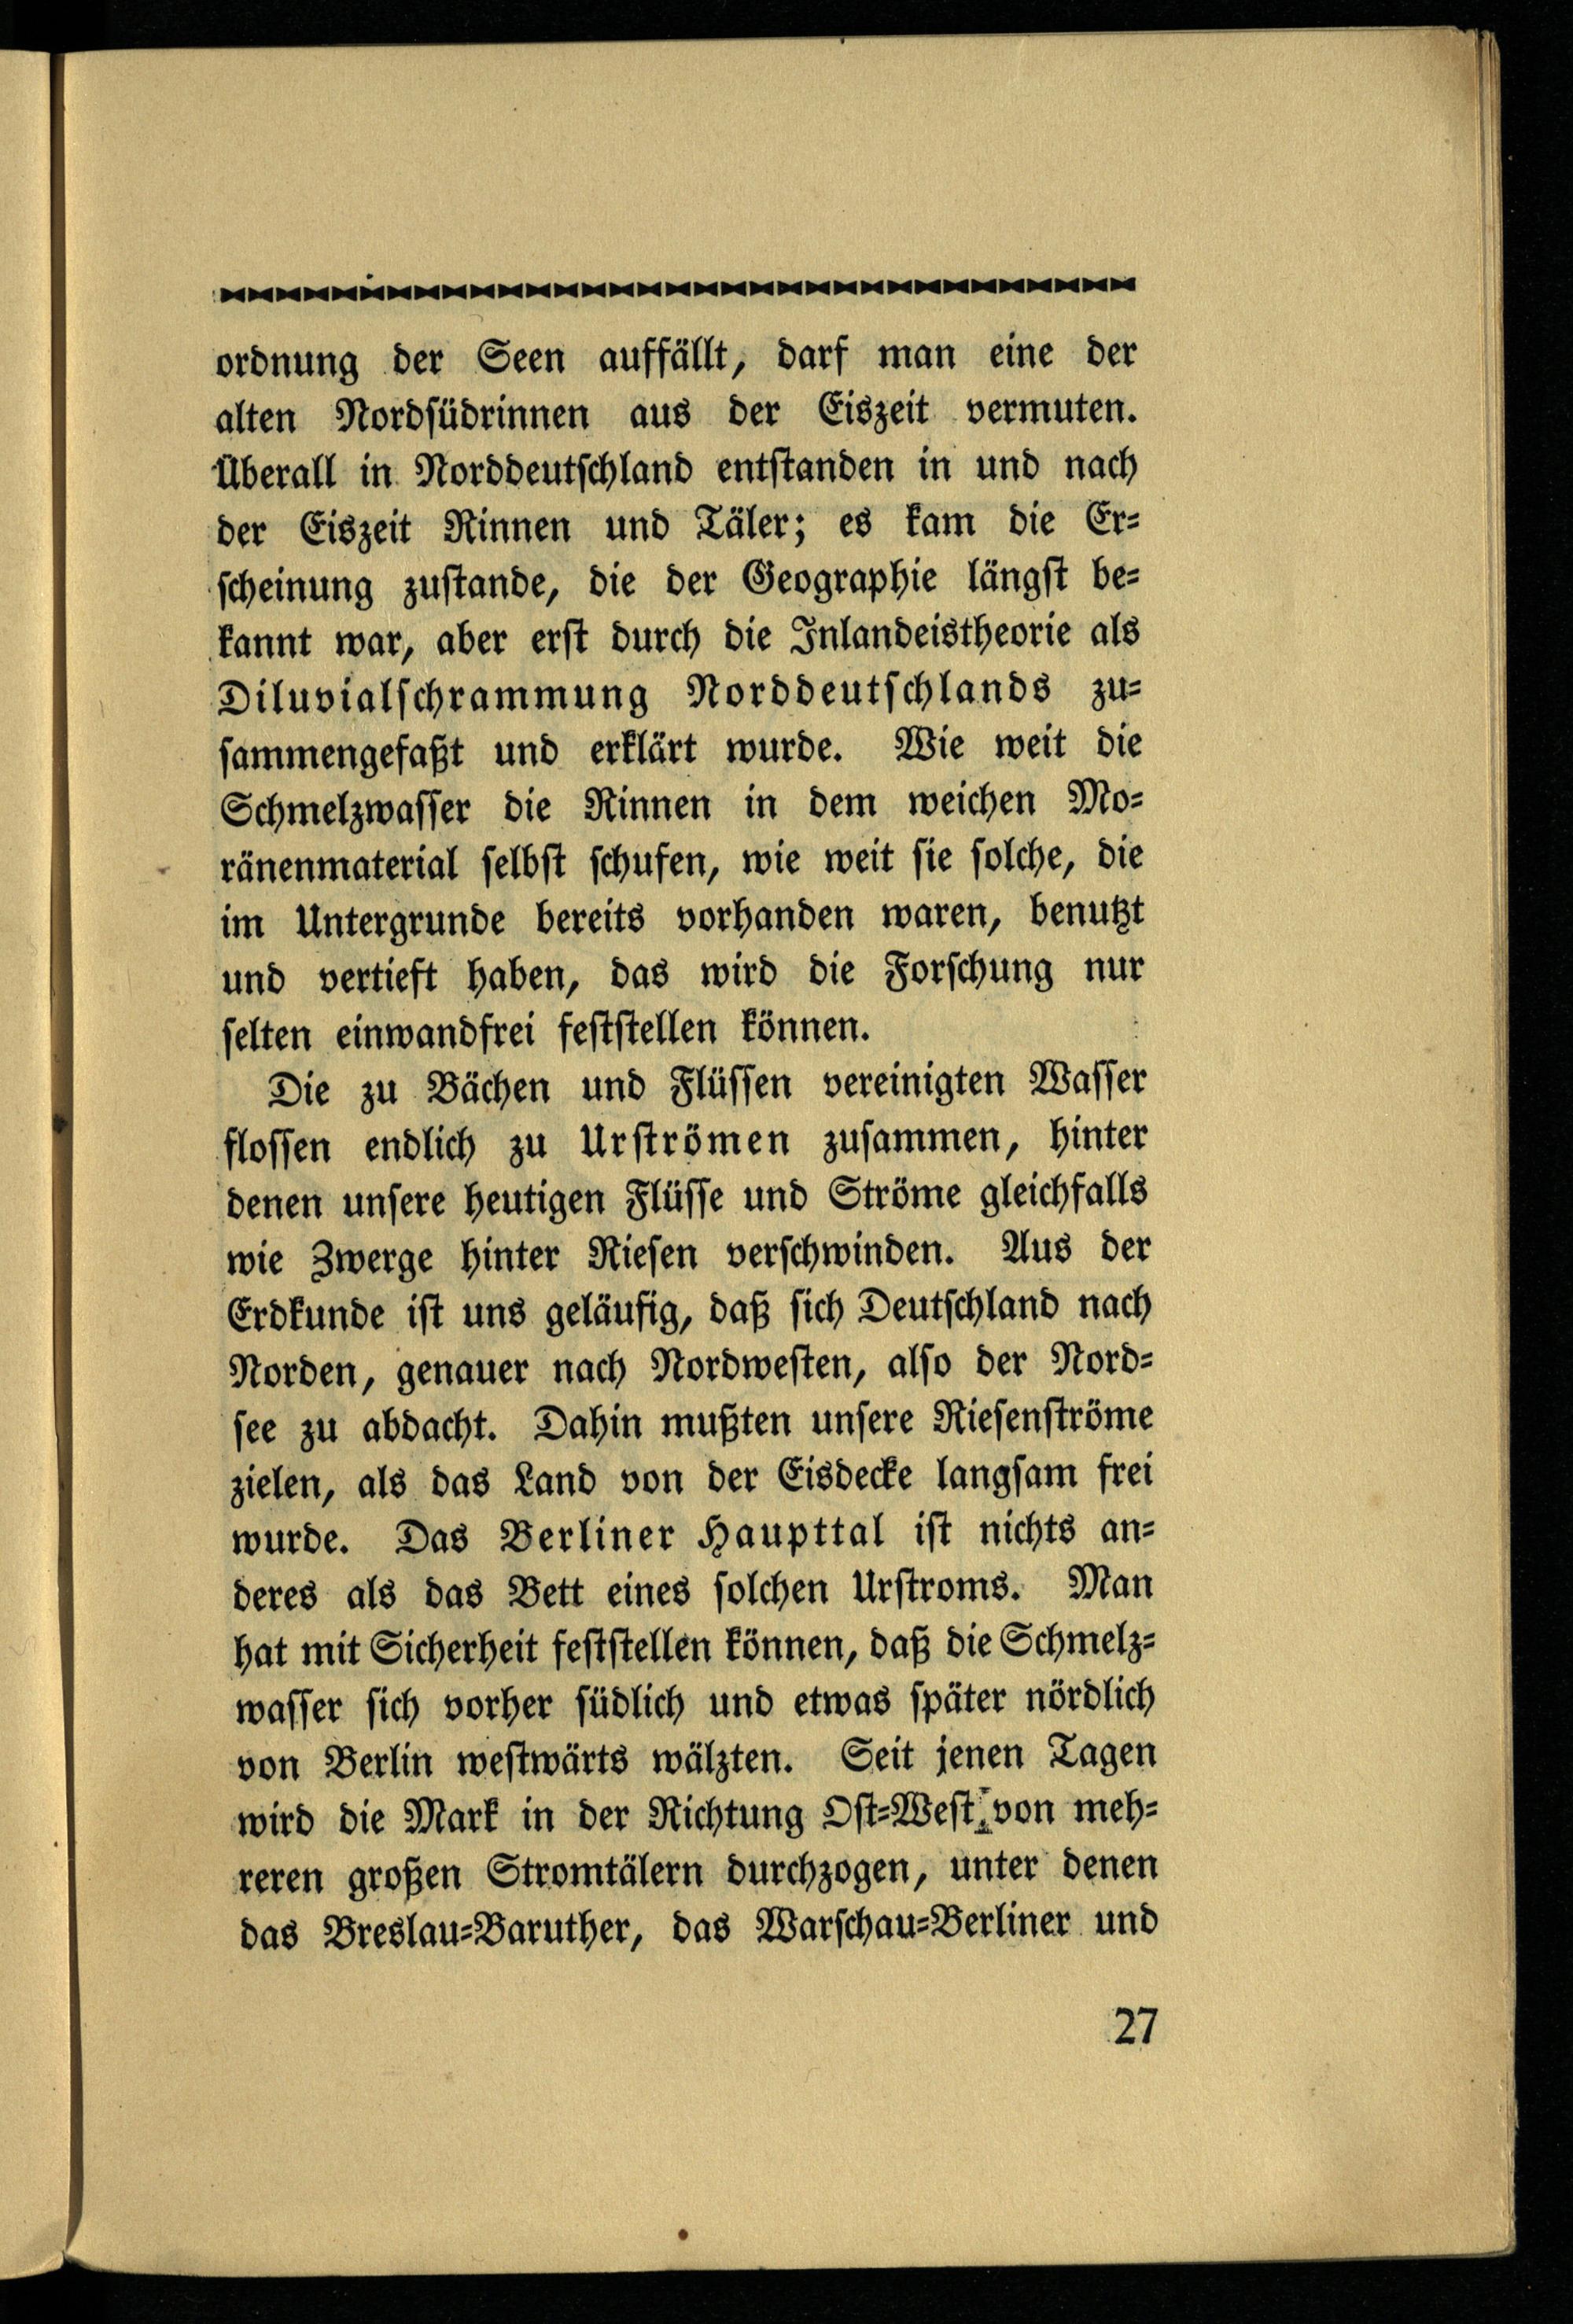 ordnung der Seen auffällt, darf man eine der
alten Nordsüdrinnen aus der Eiszeit vermuten.
Überall in Norddeutschland entstanden in und nach
der Eiszeit Rinnen und Täler; es kam die Er-
scheinung zustande, die der Geographie längst be-
kannt war, aber erst durch die Inlandeistheorie als
Diluvialschrammung Norddeutschlands zu-
sammengefaßt und erklärt wurde. Wie weit die
Schmelzwasser die Rinnen in dem weichen Mo-
ränenmaterial selbst schufen, wie weit sie solche, die
im Untergrunde bereits vorhanden waren, benutzt
und vertieft haben, das wird die Forschung nur
selten einwandfrei feststellen können.
Die zu Bächen und Flüssen vereinigten Wasser
flossen endlich zu Urströmen zusammen, hinter
denen unsere heutigen Flüsse und Ströme gleichfalls
wie Zwerge hinter Riesen verschwinden. Aus der
Erdkunde ist uns geläufig, daß sich Deutschland nach
Norden, genauer nach Nordwesten, also der Nord-
see zu abdacht. Dahin mußten unsere Riesenströme
zielen, als das Land von der Eisdecke langsam frei
wurde. Das Berliner Haupttal ist nichts an-
deres als das Bett eines solchen Urstroms. Man
hat mit Sicherheit feststellen können, daß die Schmelz-
wasser sich vorher südlich und etwas später nördlich
von Berlin westwärts wälzten. Seit jenen Tagen
wird die Mark in der Richtung Ost-West von meh-
reren großen Stromtälern durchzogen, unter denen
das Breslau-Baruther, das Warschau-Berliner und
27